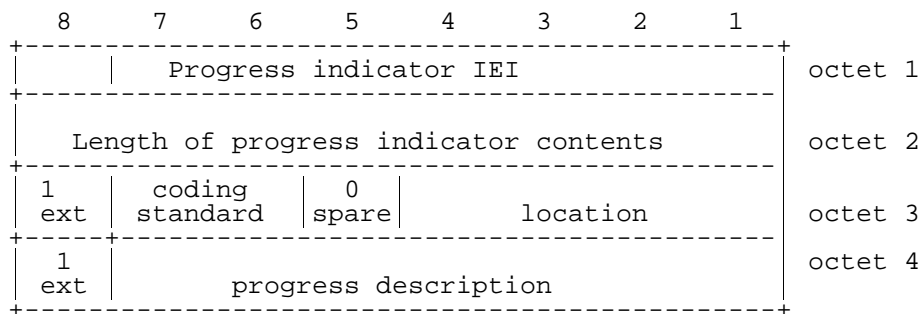 8 7 6 5 4 3 2 1
Progress indicator IEI octet 1
Length of progress indicator contents octet 2
1 coding 0
ext standard spare location octet 3
1 octet 4
ext progress description